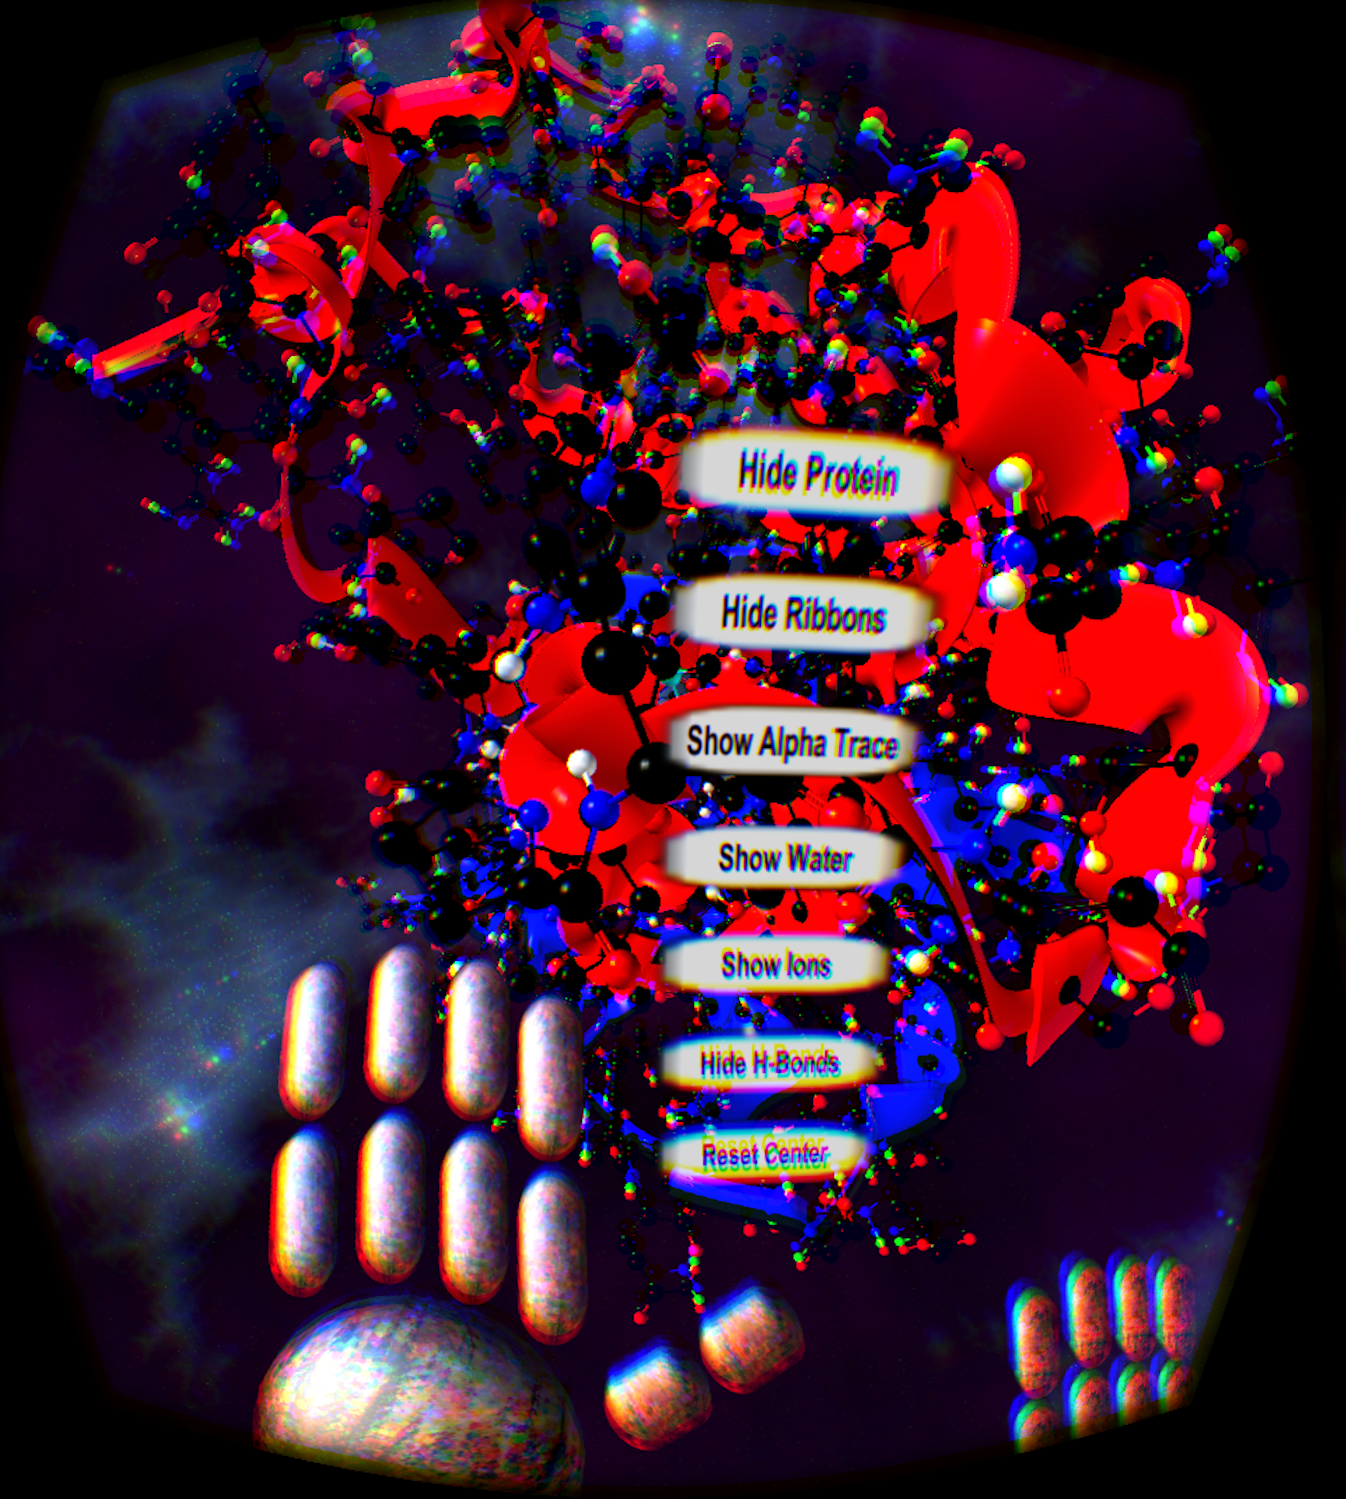 Hide Protein
Hide Ribbons
Show Alpha Trace
Show Water
Show Ions
Hide H-Bonds
Reset Center